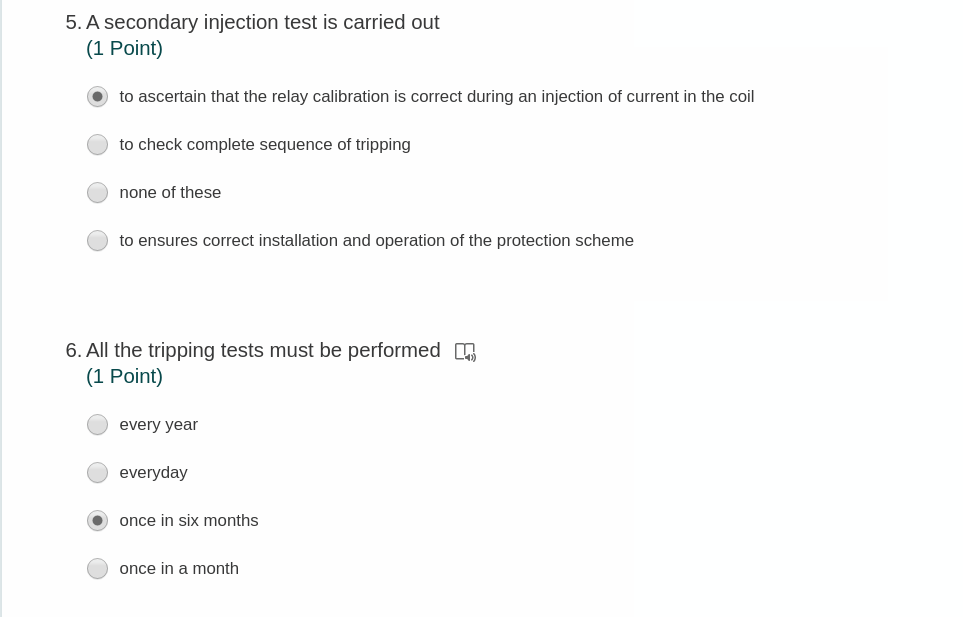 5. A secondary injection test is carried out
(1 Point)
to ascertain that the relay calibration is correct during an injection of current in the coil
to check complete sequence of tripping
none of these
to ensures correct installation and operation of the protection scheme
6. All the tripping tests must be performed
(1 Point)
every year
everyday
once in six months
once in a month